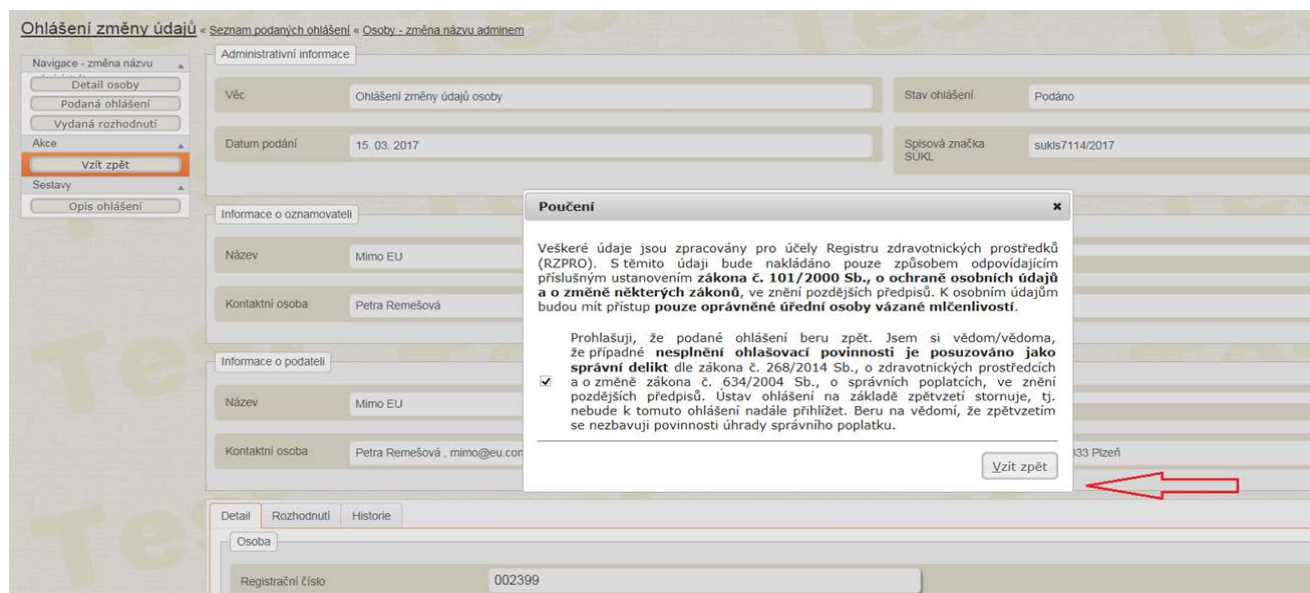 Ohlášení změny údajů « Seznam podaných ohlášení « Osoby - změna názvu adminem
Navigace - změna názvu
Detail osoby
Podaná ohlášení
Vydaná rozhodnutí
Akce
Vzít zpět
Sestavy
Opis ohlášení
Administrativní informace
Věc
Ohlášení změny údajů osoby
Stav ohlášení
Podáno
Datum podání
15. 03. 2017
Spisová značka
SÚKL
sukls7114/2017
Informace o oznamovateli
Název
Mimo EU
Kontaktní osoba
Petra Remešová
Informace o podateli
Název
Mimo EU
Kontaktní osoba
Petra Remešová , mimo@eu.con
333 Plzeň
Poučení
Veškeré údaje jsou zpracovány pro účely Registru zdravotnických prostředků
(RZPRO). S těmito údaji bude nakládáno pouze způsobem odpovídajícím
příslušným ustanovením zákona č. 101/2000 Sb., o ochraně osobních údajů
a o změně některých zákonů, ve znění pozdějších předpisů. K osobním údajům
budou mít přístup pouze oprávněné úřední osoby vázané mlčenlivostí.
Prohlašuji, že podané ohlášení beru zpět. Jsem si vědom/vědoma,
že případné nesplnění ohlašovací povinnosti je posuzováno jako
správní delikt dle zákona č. 268/2014 Sb., o zdravotnických prostředcích
a o změně zákona č. 634/2004 Sb., o správních poplatcích, ve znění
pozdějších předpisů. Ústav ohlášení na základě zpětvzetí stornuje, tj.
nebude k tomuto ohlášení nadále přihlížet. Beru na vědomí, že zpětvzetím
se nezbavuji povinnosti úhrady správního poplatku.
Vzít zpět
Detail
Rozhodnutí
Historie
Osoba
Registrační číslo
002399